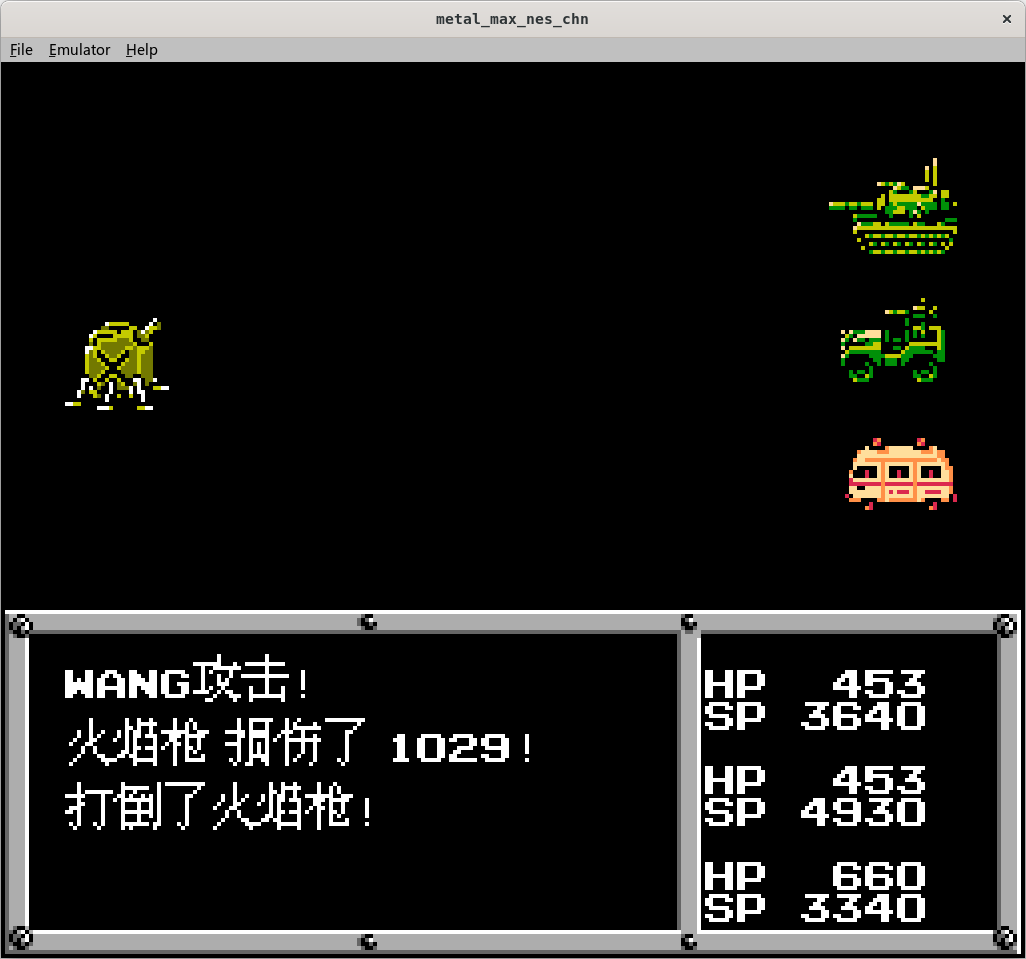 metal_max_nes_chn
File Emulator Help
WANG攻击!
火焰枪 损伤了 1029!
打倒了火焰枪!
HP 453
SP 3640
HP 453
SP 4930
HP 660
SP 3340